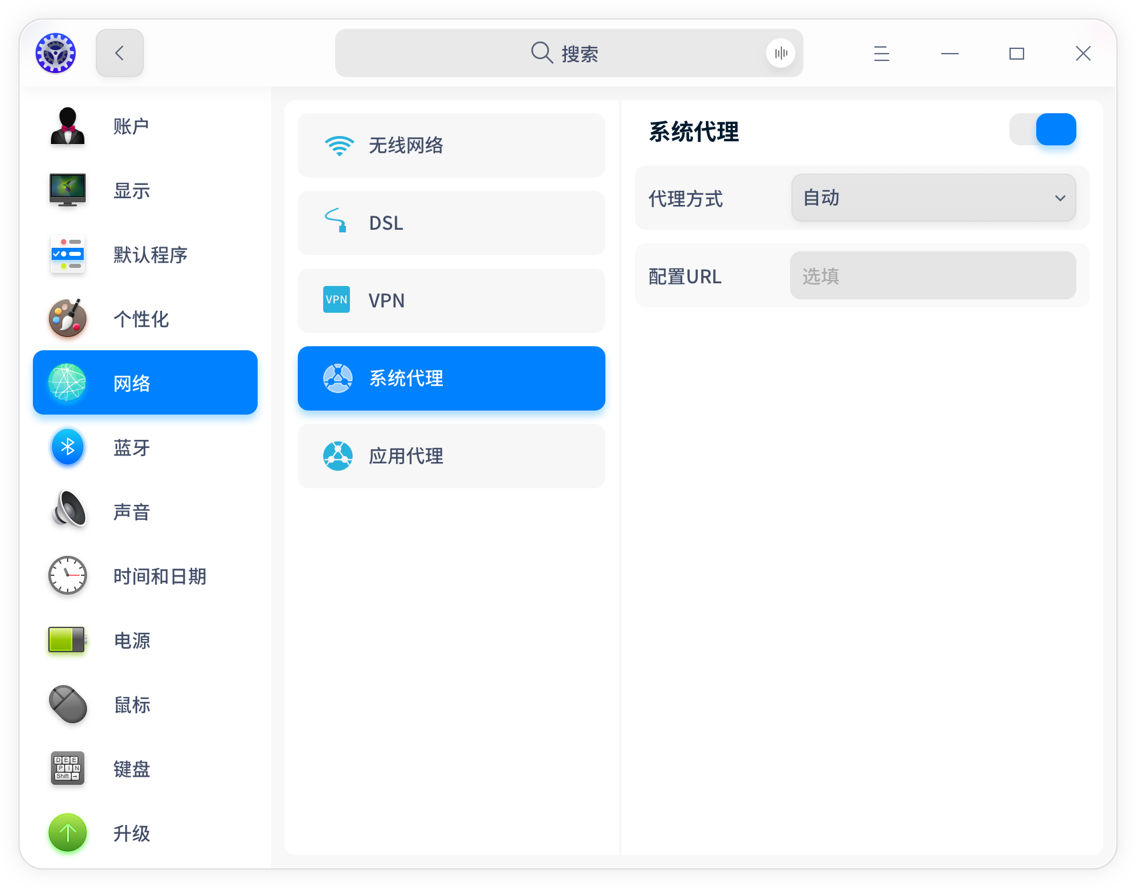 搜索
账户
显示
默认程序
个性化
网络
蓝牙
声音
时间和日期
电源
鼠标
键盘
升级
无线网络
DSL
VPN
VPN
系统代理
应用代理
系统代理
代理方式
自动
配置URL
选填